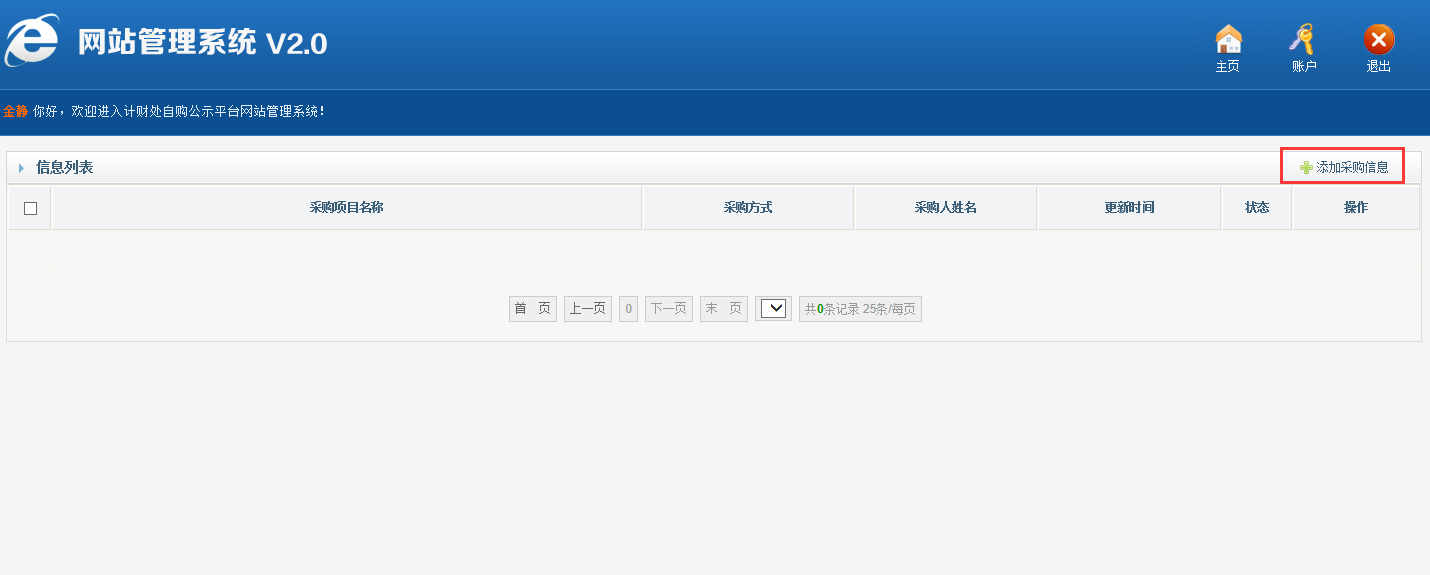 网站管理系统 V2.0
主页 账户 退出
金静 你好，欢迎进入计财处自购公示平台网站管理系统！
信息列表 添加采购信息
采购项目名称 采购方式 采购人姓名 更新时间 状态 操作
首 页 上一页 0 下一页 末 页 共0条记录 25条/每页